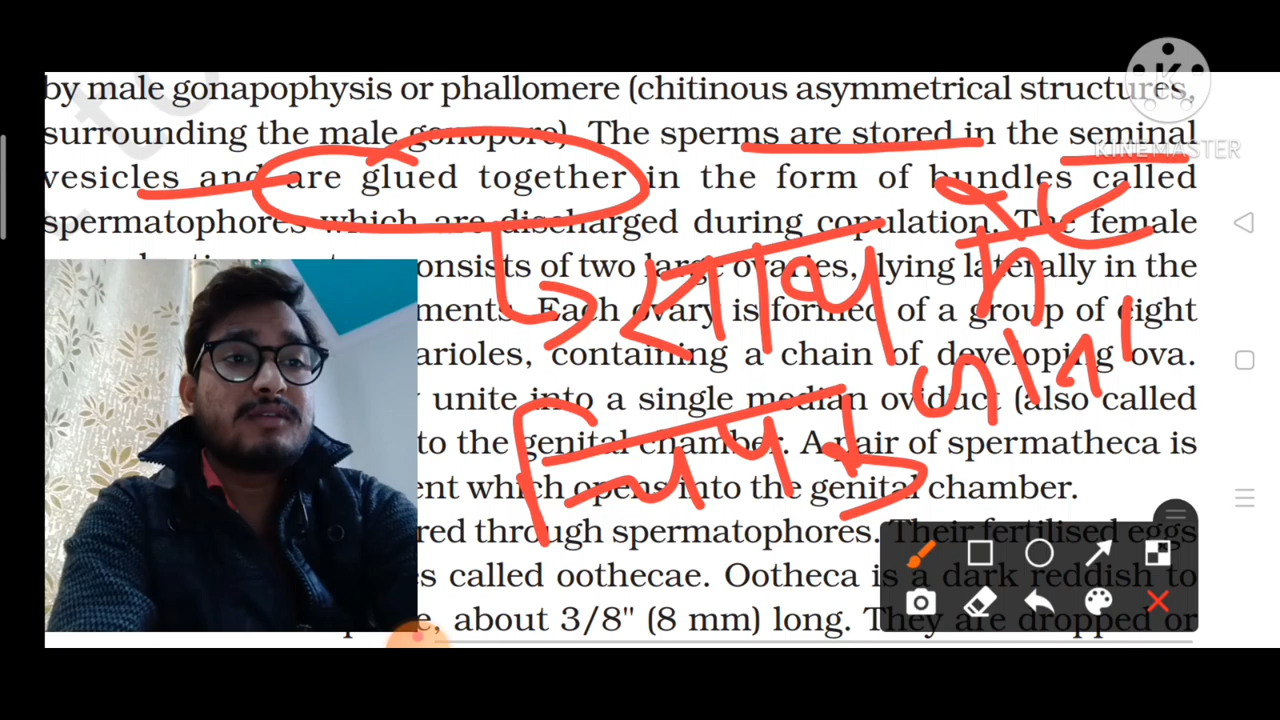 by male gonapophysis or phallomere (chitinous asymmetrical structures,
surrounding the male gonopore). The sperms are stored in the seminal
vesicles and are glued together in the form of bundles called
spermatophores which are discharged during copulation. The female
onsists of two large ovaries, lying laterally in the
ments. Each ovary is formed of a group of eight
arioles, containing a chain of developing ova.
unite into a single median oviduct (also called
to the genital chamber. A pair of spermatheca is
ent which opens into the genital chamber.
red through spermatophores. Their fertilised eggs
es called oothecae. Ootheca is a dark reddish to
, about 3/8" (8 mm) long. They are dropped or
साथ में
चिपक जाना
KINEMASTER